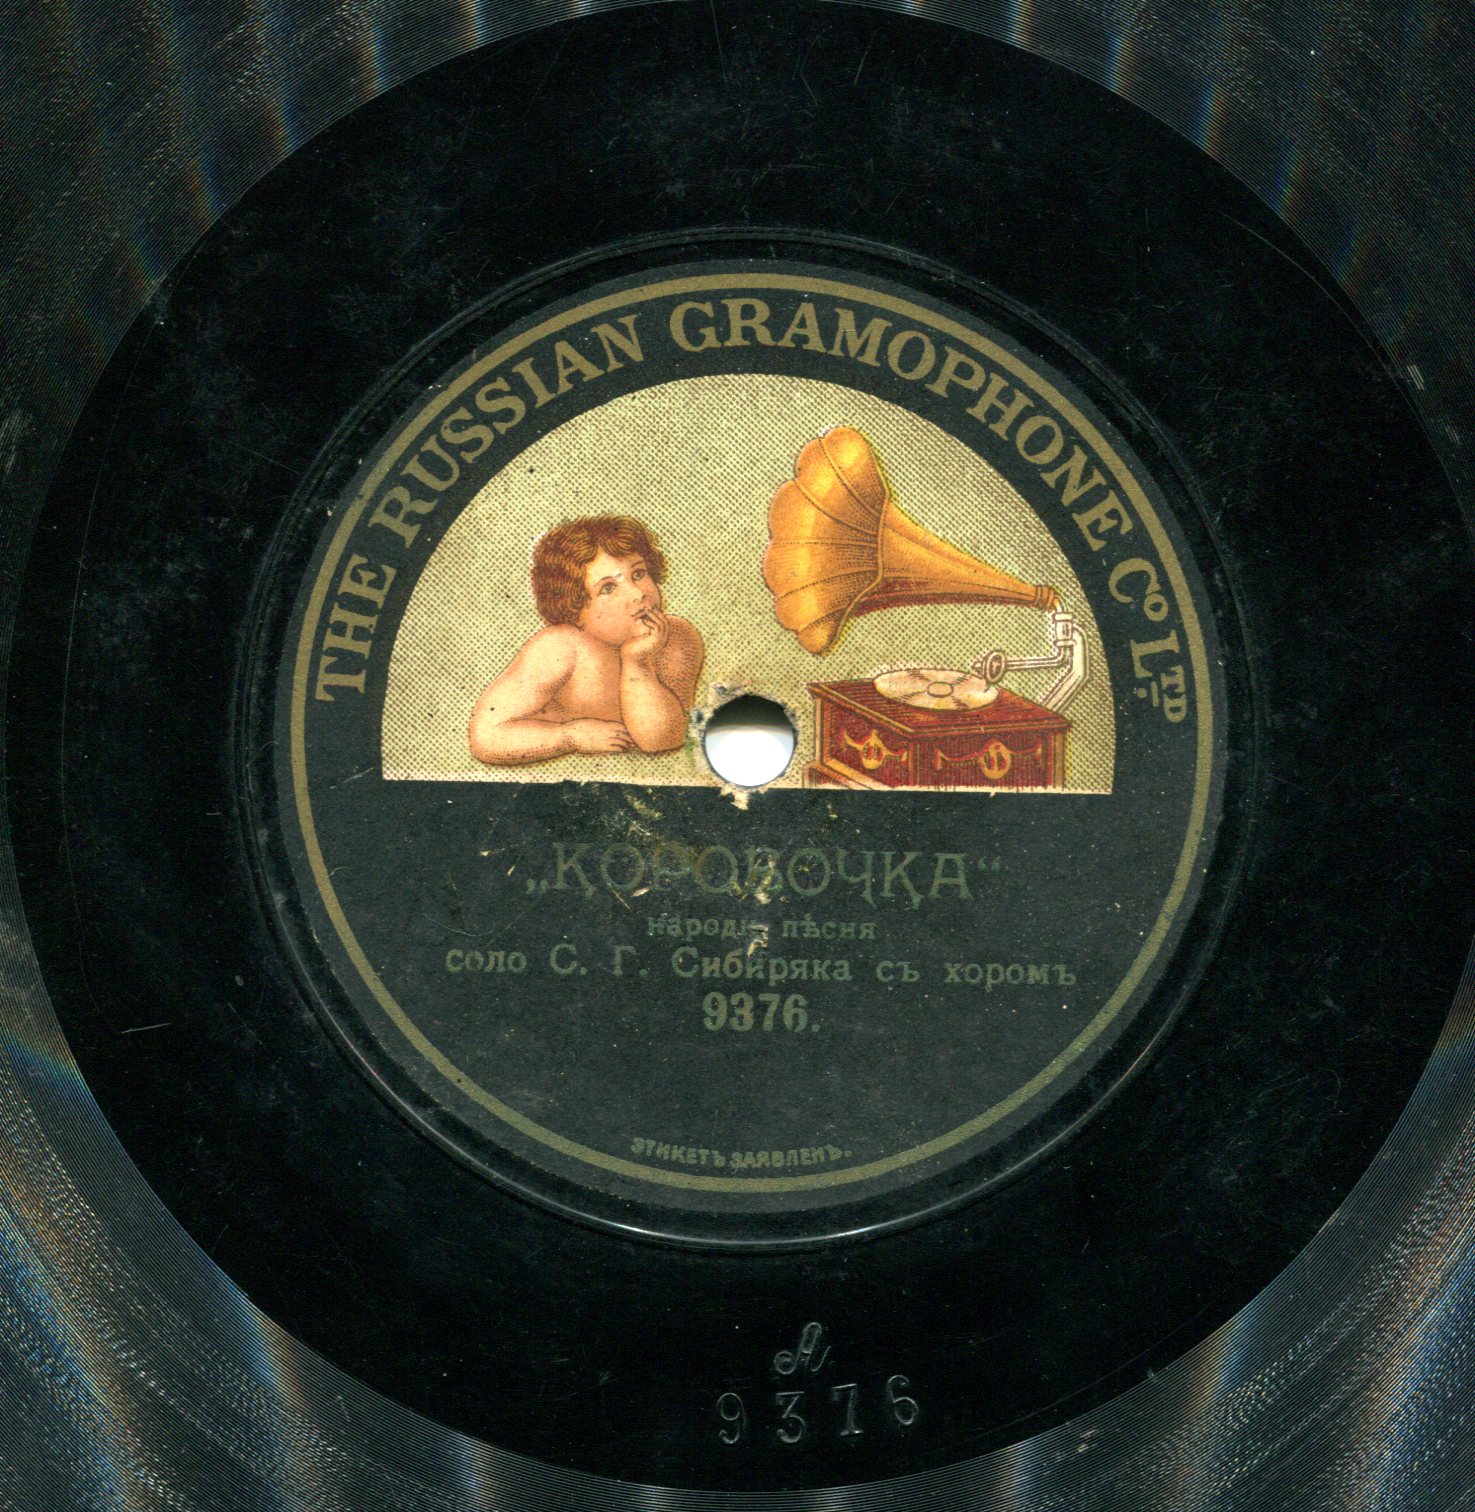 THE RUSSIAN GRAMOPHONE Co LTD
„КОРОБОЧКА“
пѣсня
соло С. Г. Сибиряка съ хоромъ
9376.
ЭТИКЕТЪ ЗАЯВЛЕНЪ.
A
9376